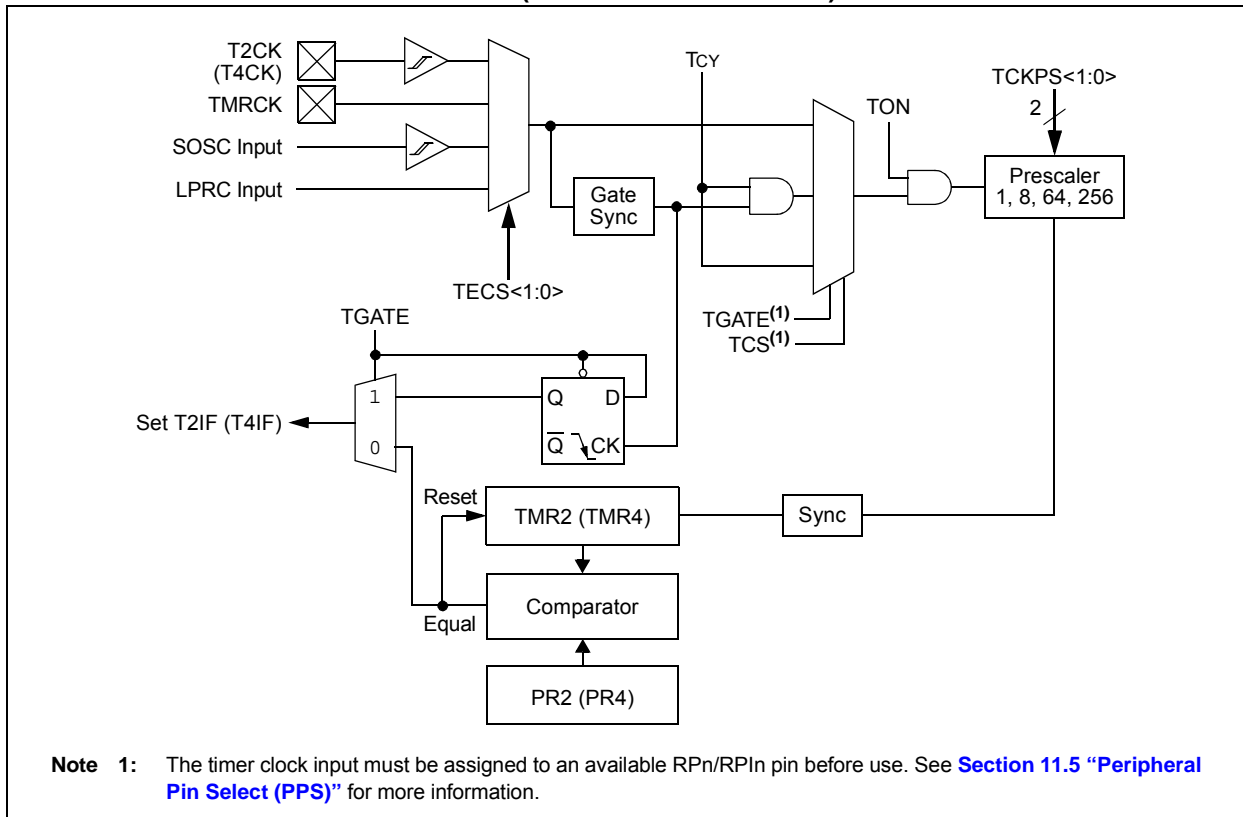 T2CK
(T4CK)
TMRCK
SOSC Input
LPRC Input
TECS<1:0>
Gate
Sync
TCY
TGATE(1)
TCS(1)
TON
TCKPS<1:0>
2
Prescaler
1, 8, 64, 256
TGATE
1
0
Set T2IF (T4IF)
Q D
Q CK
Reset
TMR2 (TMR4)
Sync
Comparator
Equal
PR2 (PR4)
Note 1: The timer clock input must be assigned to an available RPn/RPIn pin before use. See Section 11.5 “Peripheral
Pin Select (PPS)” for more information.